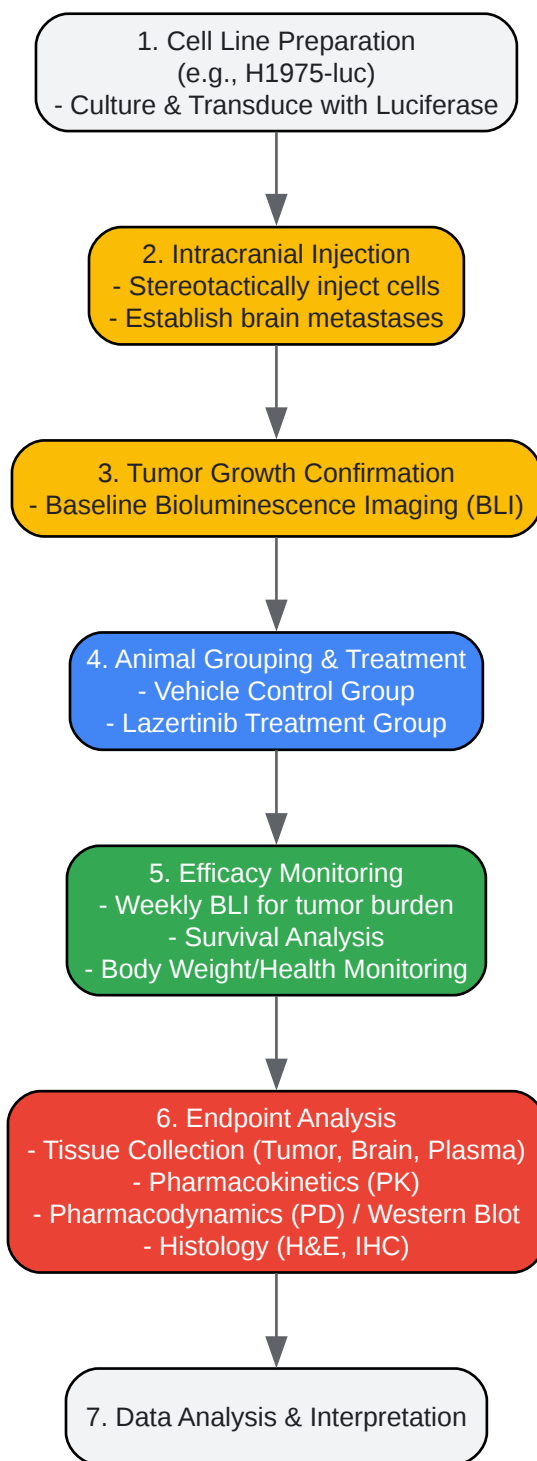 1. Cell Line Preparation
(e.g., H1975-luc)
- Culture & Transduce with Luciferase
2. Intracranial Injection
- Stereotactically inject cells
- Establish brain metastases
3. Tumor Growth Confirmation
- Baseline Bioluminescence Imaging (BLI)
4. Animal Grouping & Treatment
- Vehicle Control Group
- Lazertinib Treatment Group
5. Efficacy Monitoring
- Weekly BLI for tumor burden
- Survival Analysis
- Body Weight/Health Monitoring
6. Endpoint Analysis
- Tissue Collection (Tumor, Brain, Plasma)
- Pharmacokinetics (PK)
- Pharmacodynamics (PD) / Western Blot
- Histology (H&E, IHC)
7. Data Analysis & Interpretation